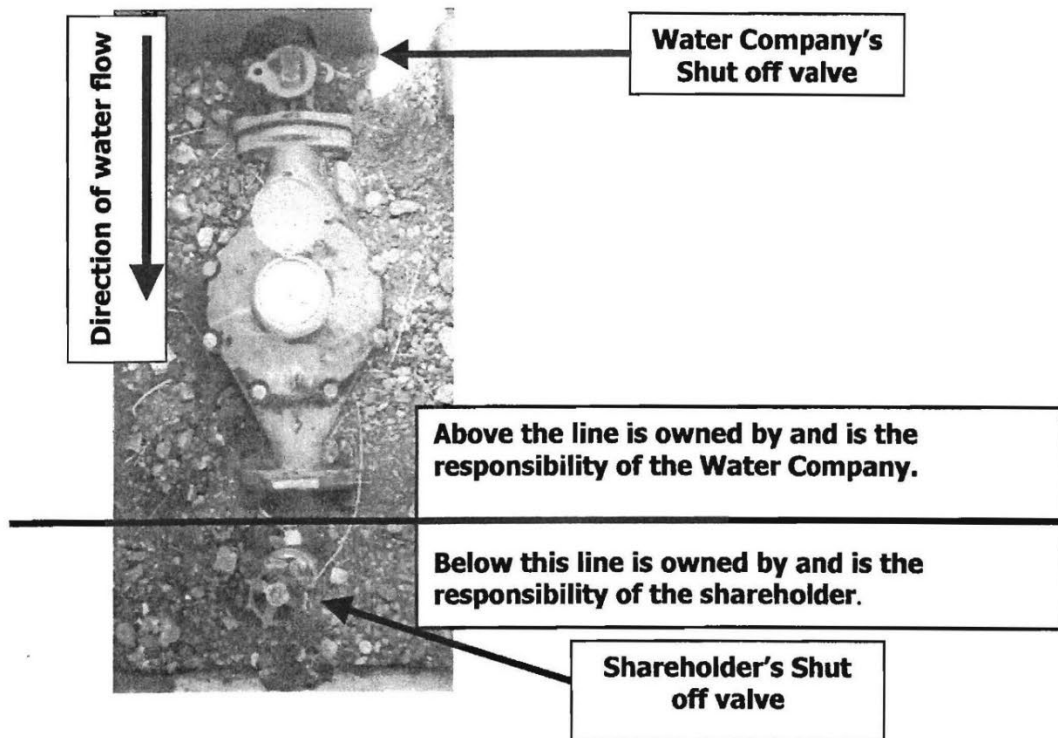 Direction of water flow
Water Company's
Shut off valve
Above the line is owned by and is the
responsibility of the Water Company.
Below this line is owned by and is the
responsibility of the shareholder.
Shareholder's Shut
off valve